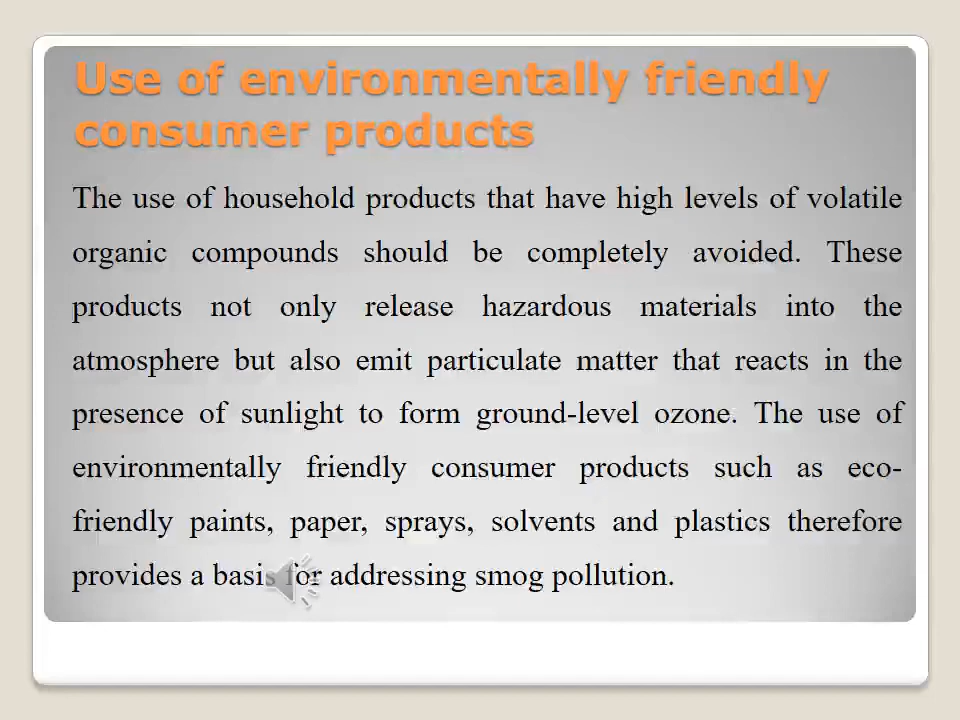 Use of environmentally friendly
consumer products
The use of household products that have high levels of volatile
organic compounds should be completely avoided. These
products not only release hazardous materials into the
atmosphere but also emit particulate matter that reacts in the
presence of sunlight to form ground-level ozone. The use of
environmentally friendly consumer products such as eco-
friendly paints, paper, sprays, solvents and plastics therefore
provides a basis for addressing smog pollution.